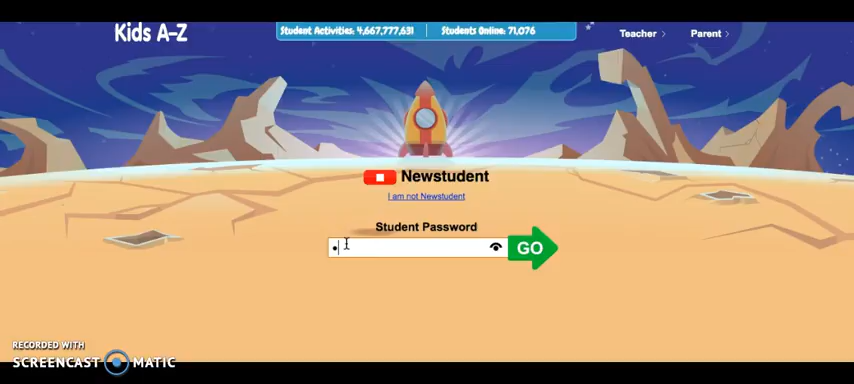 Kids A-Z
Student Activities: 4,667,777,631
Students Online: 71,076
Teacher
Parent
Newstudent
I am not Newstudent
Student Password
GO
RECORDED WITH
SCREENCAST MATIC